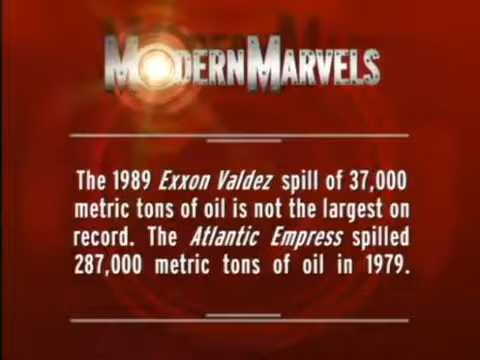 MODERN MARVELS
The 1989 Exxon Valdez spill of 37,000
metric tons of oil is not the largest on
record. The Atlantic Empress spilled
287,000 metric tons of oil in 1979.